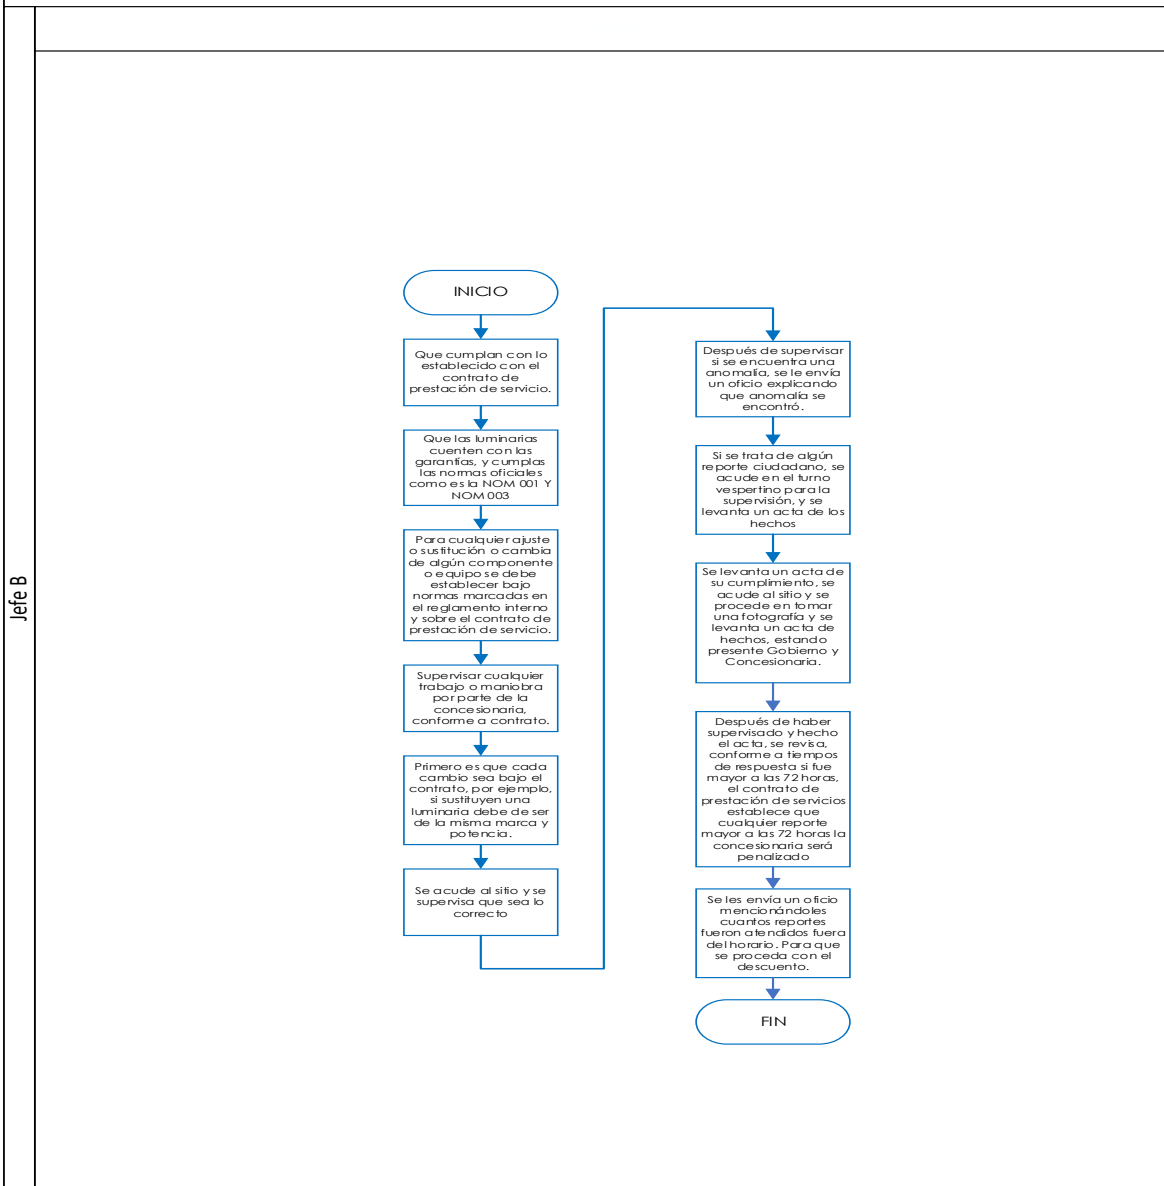 Jefe B
INICIO
Que cumplan con lo
establecido con el
contrato de
prestación de servicio.
Que las luminarias
cuenten con las
garantías, y cumplas
las normas oficiales
como es la NOM 001 Y
NOM 003
Para cualquier ajuste
o sustitución o cambia
de algún componente
o equipo se debe
establecer bajo
normas marcadas en
el reglamento interno
y sobre el contrato de
prestación de servicio.
Supervisar cualquier
trabajo o maniobra
por parte de la
concesionaria,
conforme a contrato.
Primero es que cada
cambio sea bajo el
contrato, por ejemplo,
si sustituyen una
luminaria debe de ser
de la misma marca y
potencia.
Se acude al sitio y se
supervisa que sea lo
correcto
Después de supervisar
si se encuentra una
anomalía, se le envía
un oficio explicando
que anomalía se
encontró.
Si se trata de algún
reporte ciudadano, se
acude en el turno
vespertino para la
supervisión, y se
levanta un acta de los
hechos
Se levanta un acta de
su cumplimiento, se
acude al sitio y se
procede en tomar
una fotografía y se
levanta un acta de
hechos, estando
presente Gobierno y
Concesionaria.
Después de haber
supervisado y hecho
el acta, se revisa,
conforme a tiempos
de respuesta si fue
mayor a las 72 horas,
el contrato de
prestación de servicios
establece que
cualquier reporte
mayor a las 72 horas la
concesionaria será
penalizado
Se les envía un oficio
mencionándoles
cuantos reportes
fueron atendidos fuera
del horario. Para que
se proceda con el
descuento.
FIN